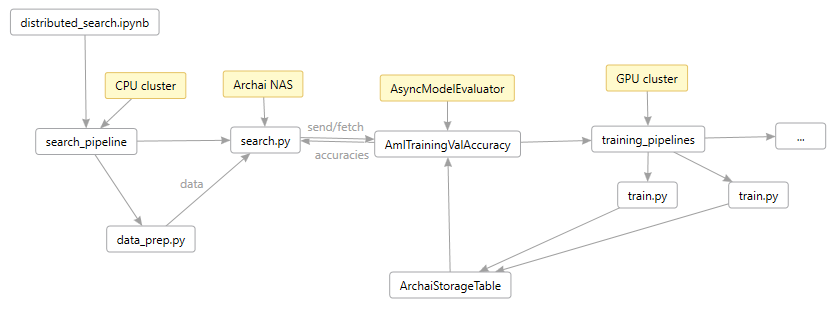 distributed_search.ipynb
CPU cluster
Archai NAS
AsyncModelEvaluator
GPU cluster
search_pipeline
search.py
send/fetch
accuracies
AmlTrainingValAccuracy
training_pipelines
...
data
train.py
train.py
data_prep.py
ArchaiStorageTable